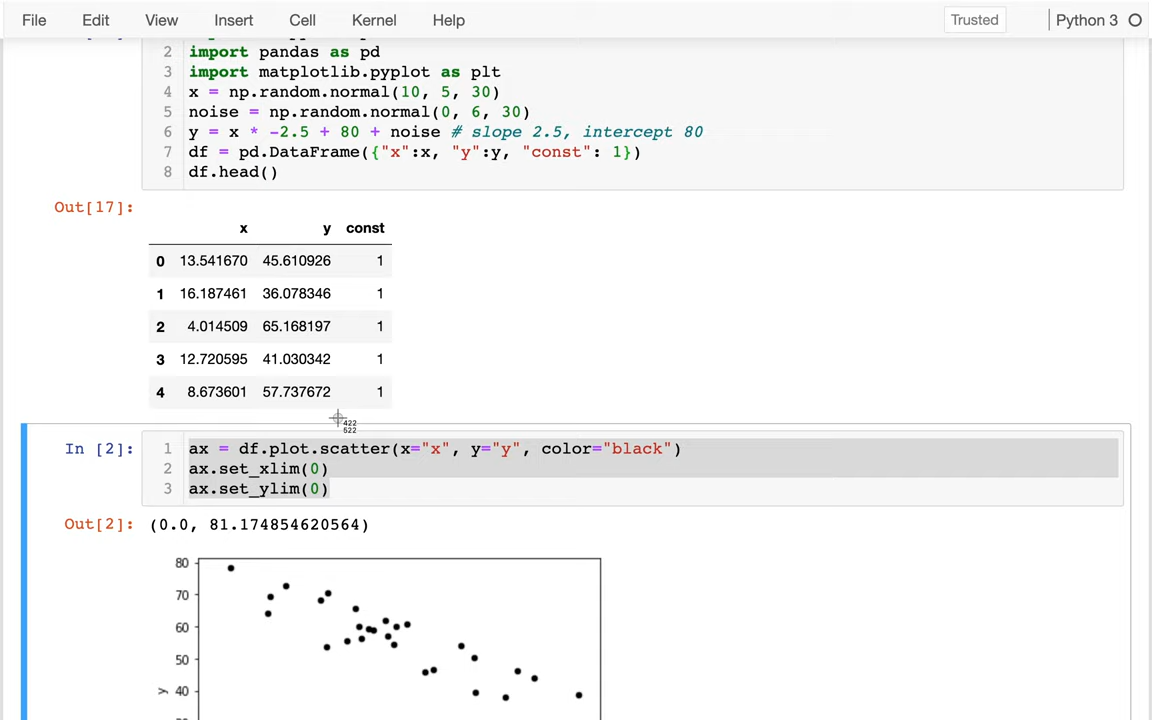 File Edit View Insert Cell Kernel Help Trusted Python 3
2 import pandas as pd
3 import matplotlib.pyplot as plt
4 x = np.random.normal(10, 5, 30)
5 noise = np.random.normal(0, 6, 30)
6 y = x * -2.5 + 80 + noise # slope 2.5, intercept 80
7 df = pd.DataFrame({"x":x, "y":y, "const": 1})
8 df.head()
Out[17]:
x y const
0 13.541670 45.610926 1
1 16.187461 36.078346 1
2 4.014509 65.168197 1
3 12.720595 41.030342 1
4 8.673601 57.737672 1
422
622
In [2]: 1 ax = df.plot.scatter(x="x", y="y", color="black")
2 ax.set_xlim(0)
3 ax.set_ylim(0)
Out[2]: (0.0, 81.174854620564)
80
70
60
50
40
y